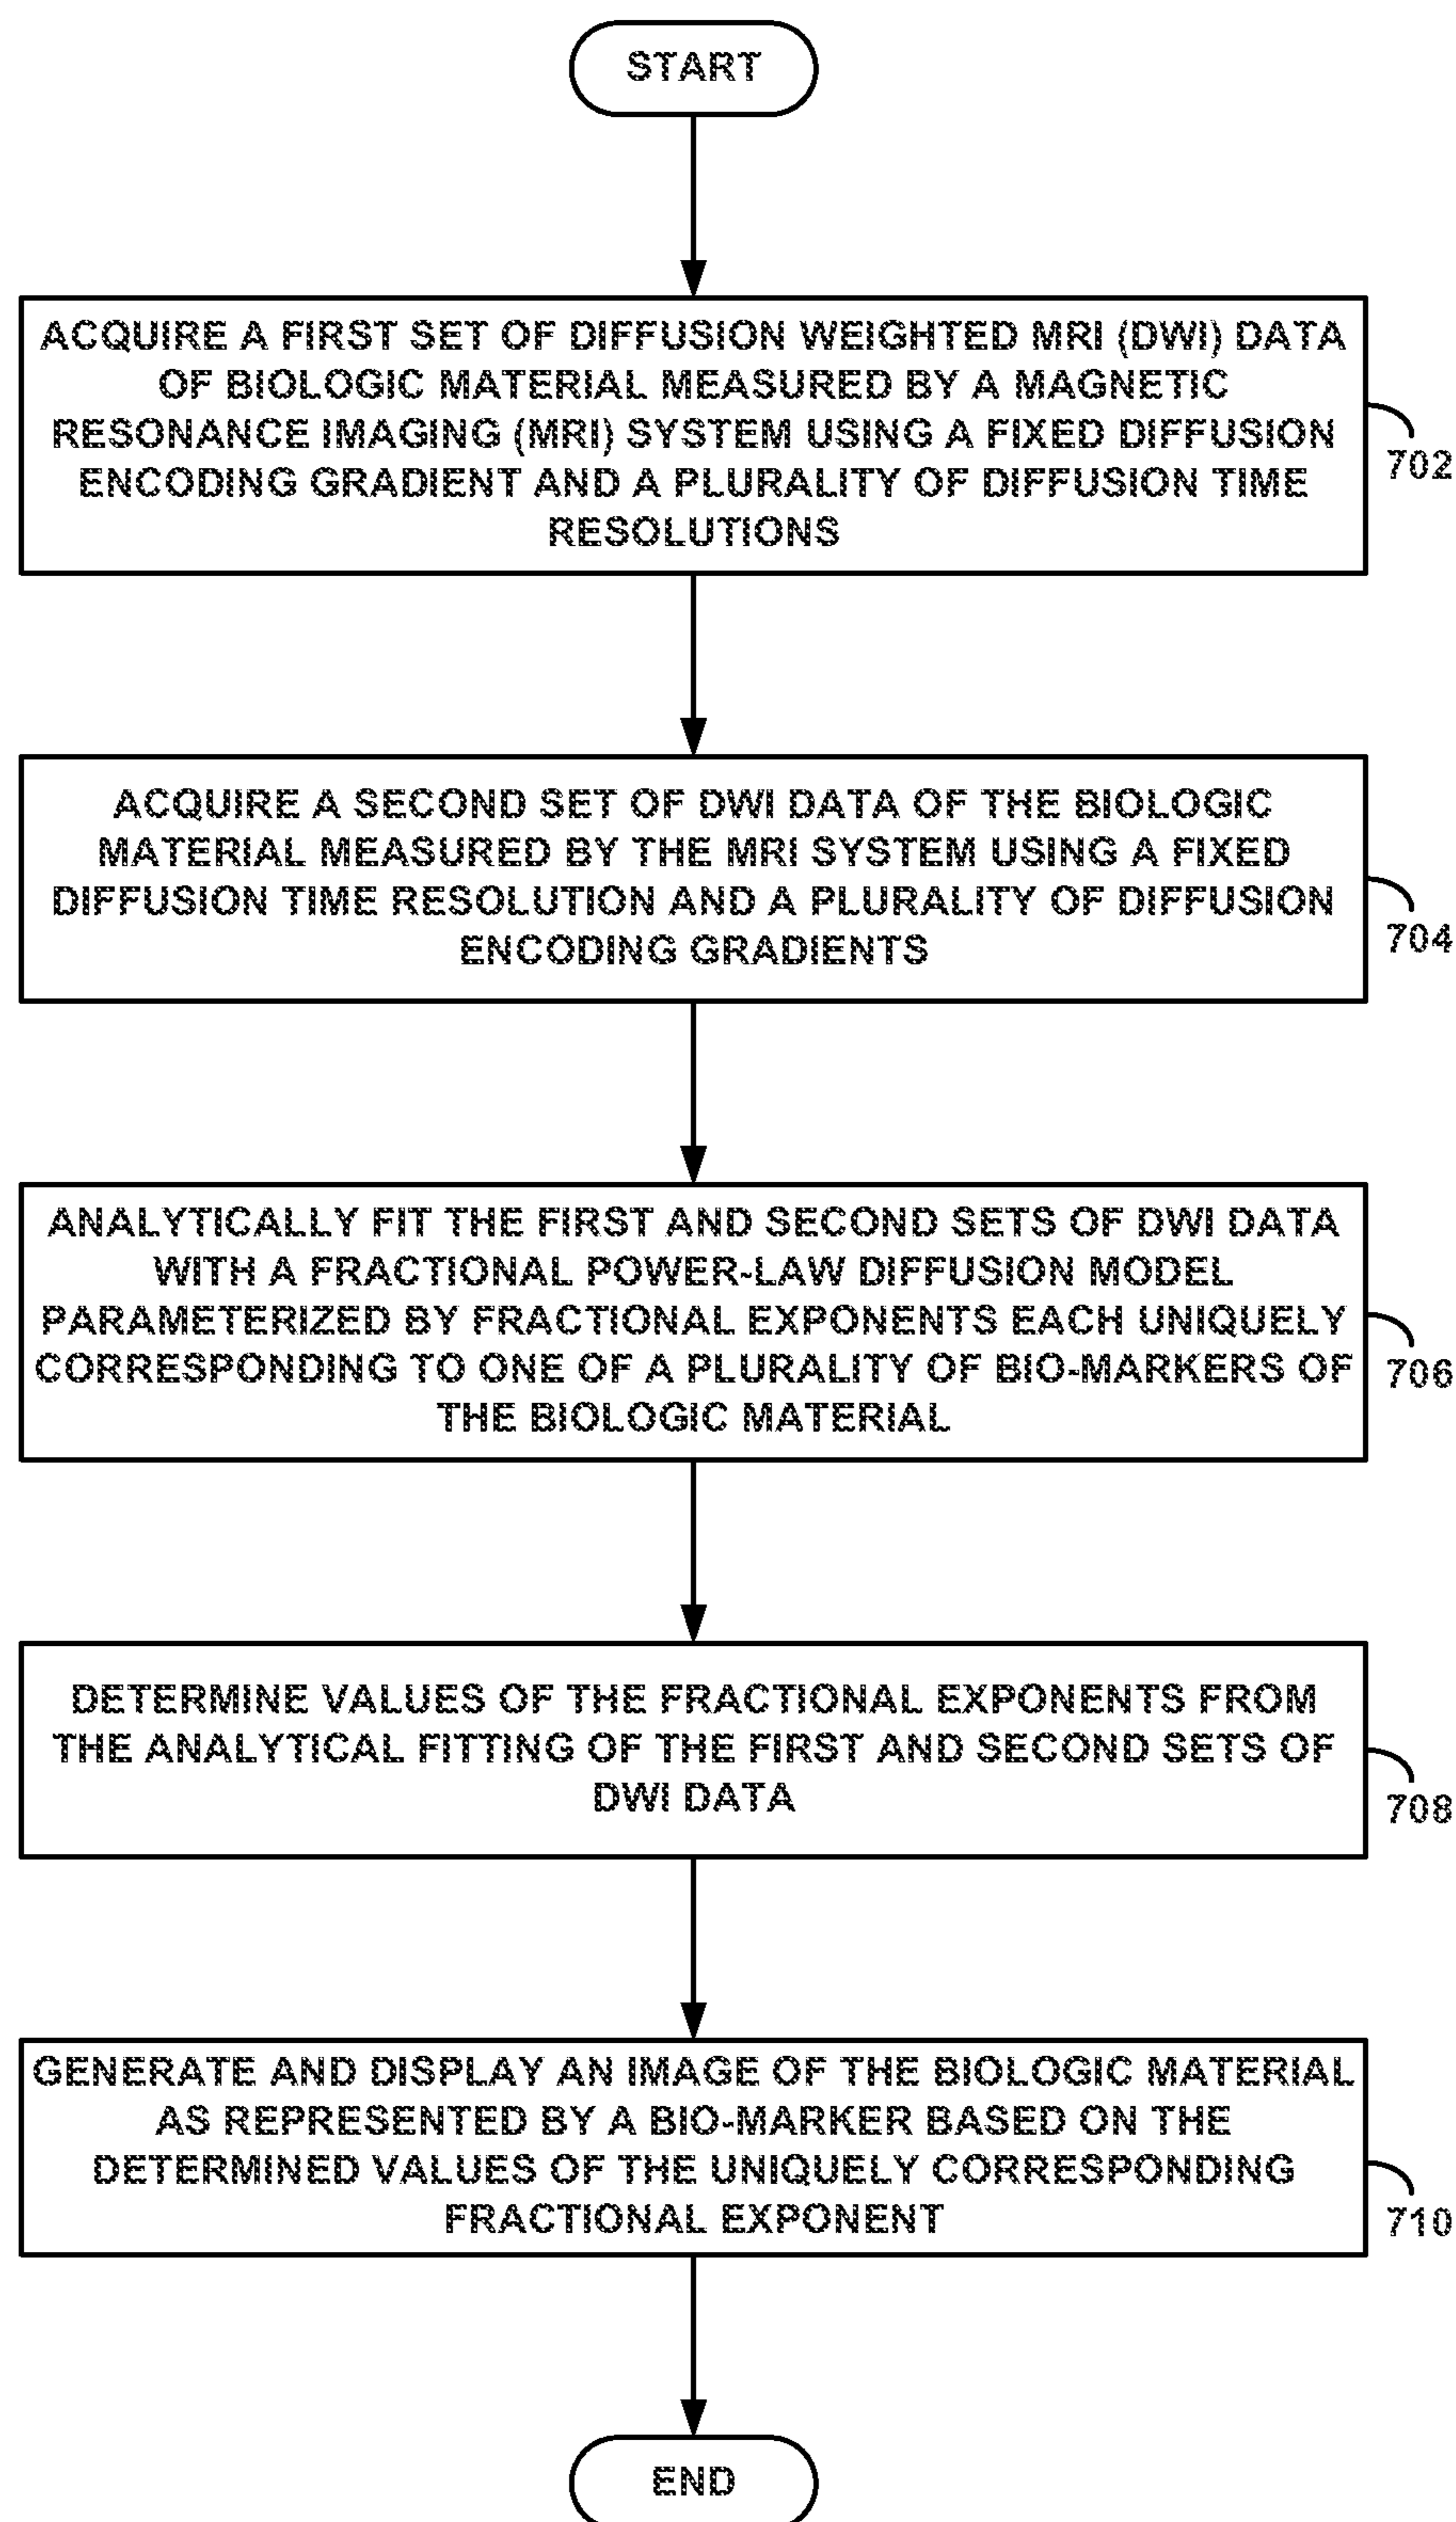 START
ACQUIRE A FIRST SET OF DIFFUSION WEIGHTED MRI (DWI) DATA
OF BIOLOGIC MATERIAL MEASURED BY A MAGNETIC
RESONANCE IMAGING (MRI) SYSTEM USING A FIXED DIFFUSION
ENCODING GRADIENT AND A PLURALITY OF DIFFUSION TIME
RESOLUTIONS
702
ACQUIRE A SECOND SET OF DWI DATA OF THE BIOLOGIC
MATERIAL MEASURED BY THE MRI SYSTEM USING A FIXED
DIFFUSION TIME RESOLUTION AND A PLURALITY OF DIFFUSION
ENCODING GRADIENTS
704
ANALYTICALLY FIT THE FIRST AND SECOND SETS OF DWI DATA
WITH A FRACTIONAL POWER-LAW DIFFUSION MODEL
PARAMETERIZED BY FRACTIONAL EXPONENTS EACH UNIQUELY
CORRESPONDING TO ONE OF A PLURALITY OF BIO-MARKERS OF
THE BIOLOGIC MATERIAL
706
DETERMINE VALUES OF THE FRACTIONAL EXPONENTS FROM
THE ANALYTICAL FITTING OF THE FIRST AND SECOND SETS OF
DWI DATA
708
GENERATE AND DISPLAY AN IMAGE OF THE BIOLOGIC MATERIAL
AS REPRESENTED BY A BIO-MARKER BASED ON THE
DETERMINED VALUES OF THE UNIQUELY CORRESPONDING
FRACTIONAL EXPONENT
710
END